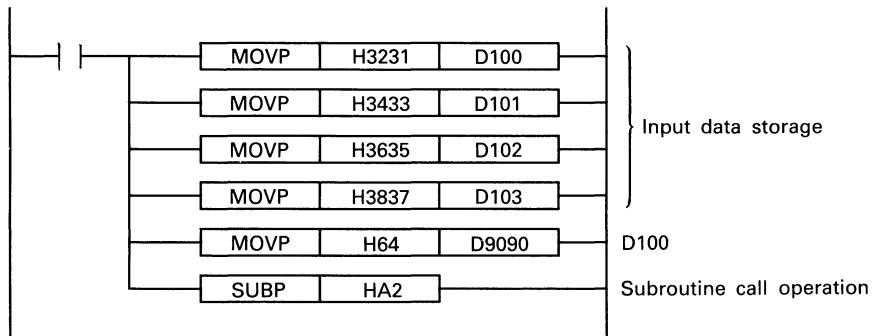 MOVP H3231 D100
MOVP H3433 D101
Input data storage
MOVP H3635 D102
MOVP H3837 D103
MOVP H64 D9090 D100
SUBP HA2 Subroutine call operation